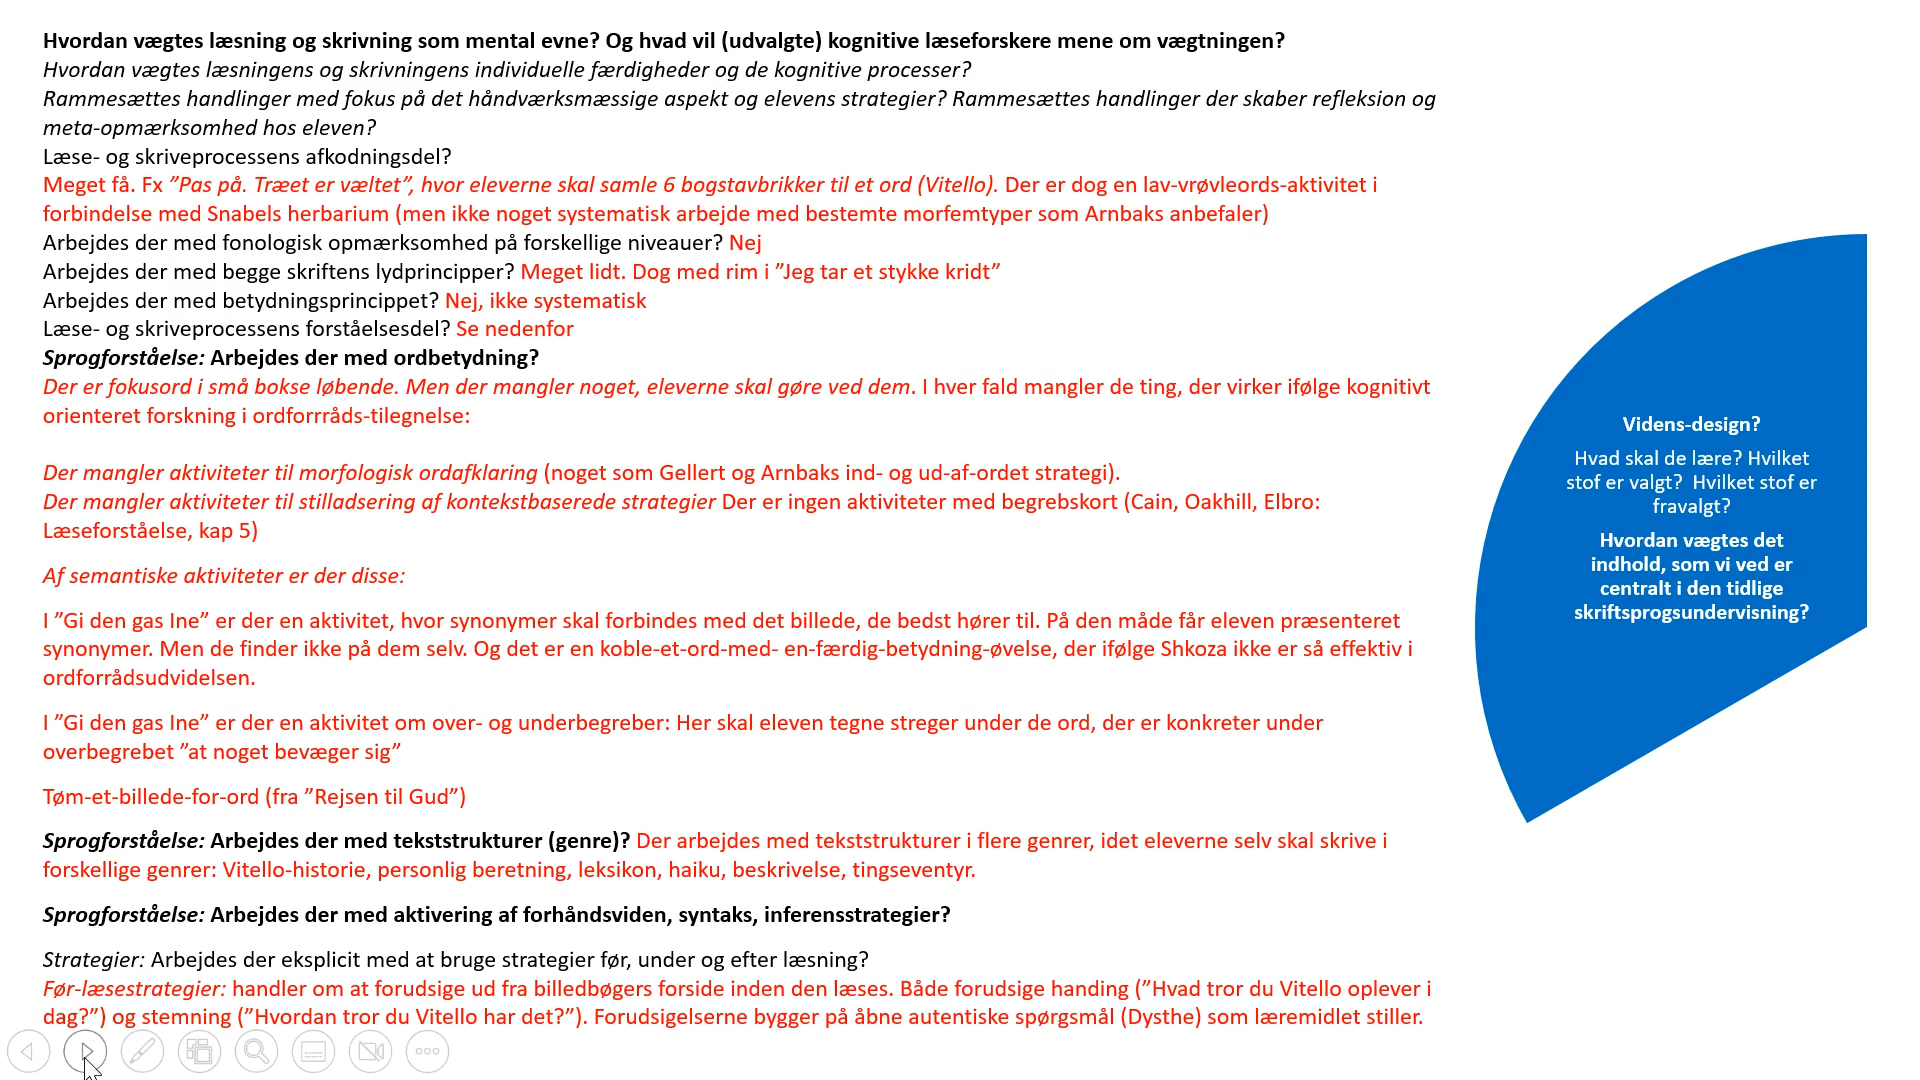 Hvordan vægtes læsning og skrivning som mental evne? Og hvad vil (udvalgte) kognitive læseforskere mene om vægtningen?
Hvordan vægtes læsningens og skrivningens individuelle færdigheder og de kognitive processer?
Rammesættes handlinger med fokus på det håndværksmæssige aspekt og elevens strategier? Rammesættes handlinger der skaber refleksion og
meta-opmærksomhed hos eleven?
Læse- og skriveprocessens afkodningsdel?
Meget få. Fx ”Pas på. Træet er væltet”, hvor eleverne skal samle 6 bogstavbrikker til et ord (Vitello). Der er dog en lav-vrøvleords-aktivitet i
forbindelse med Snabels herbarium (men ikke noget systematisk arbejde med bestemte morfemtyper som Arnbaks anbefaler)
Arbejdes der med fonologisk opmærksomhed på forskellige niveauer? Nej
Arbejdes der med begge skriftens lydprincipper? Meget lidt. Dog med rim i ”Jeg tar et stykke kridt”
Arbejdes der med betydningsprincippet? Nej, ikke systematisk
Læse- og skriveprocessens forståelsesdel? Se nedenfor
Sprogforståelse: Arbejdes der med ordbetydning?
Der er fokusord i små bokse løbende. Men der mangler noget, eleverne skal gøre ved dem. I hver fald mangler de ting, der virker ifølge kognitivt
orienteret forskning i ordforrråds-tilegnelse:
Der mangler aktiviteter til morfologisk ordafklaring (noget som Gellert og Arnbaks ind- og ud-af-ordet strategi).
Der mangler aktiviteter til stilladsering af kontekstbaserede strategier Der er ingen aktiviteter med begrebskort (Cain, Oakhill, Elbro:
Læseforståelse, kap 5)
Af semantiske aktiviteter er der disse:
I ”Gi den gas Ine” er der en aktivitet, hvor synonymer skal forbindes med det billede, de bedst hører til. På den måde får eleven præsenteret
synonymer. Men de finder ikke på dem selv. Og det er en koble-et-ord-med- en-færdig-betydning-øvelse, der ifølge Shkoza ikke er så effektiv i
ordforrådsudvidelsen.
I ”Gi den gas Ine” er der en aktivitet om over- og underbegreber: Her skal eleven tegne streger under de ord, der er konkreter under
overbegrebet ”at noget bevæger sig”
Tøm-et-billede-for-ord (fra ”Rejsen til Gud”)
Sprogforståelse: Arbejdes der med tekststrukturer (genre)? Der arbejdes med tekststrukturer i flere genrer, idet eleverne selv skal skrive i
forskellige genrer: Vitello-historie, personlig beretning, leksikon, haiku, beskrivelse, tingseventyr.
Sprogforståelse: Arbejdes der med aktivering af forhåndsviden, syntaks, inferensstrategier?
Strategier: Arbejdes der eksplicit med at bruge strategier før, under og efter læsning?
Før-læsestrategier: handler om at forudsige ud fra billedbøgers forside inden den læses. Både forudsige handing (”Hvad tror du Vitello oplever i
dag?”) og stemning (”Hvordan tror du Vitello har det?”). Forudsigelserne bygger på åbne autentiske spørgsmål (Dysthe) som læremidlet stiller.
Videns-design?
Hvad skal de lære? Hvilket
stof er valgt? Hvilket stof er
fravalgt?
Hvordan vægtes det
indhold, som vi ved er
centralt i den tidlige
skriftsprogsundervisning?